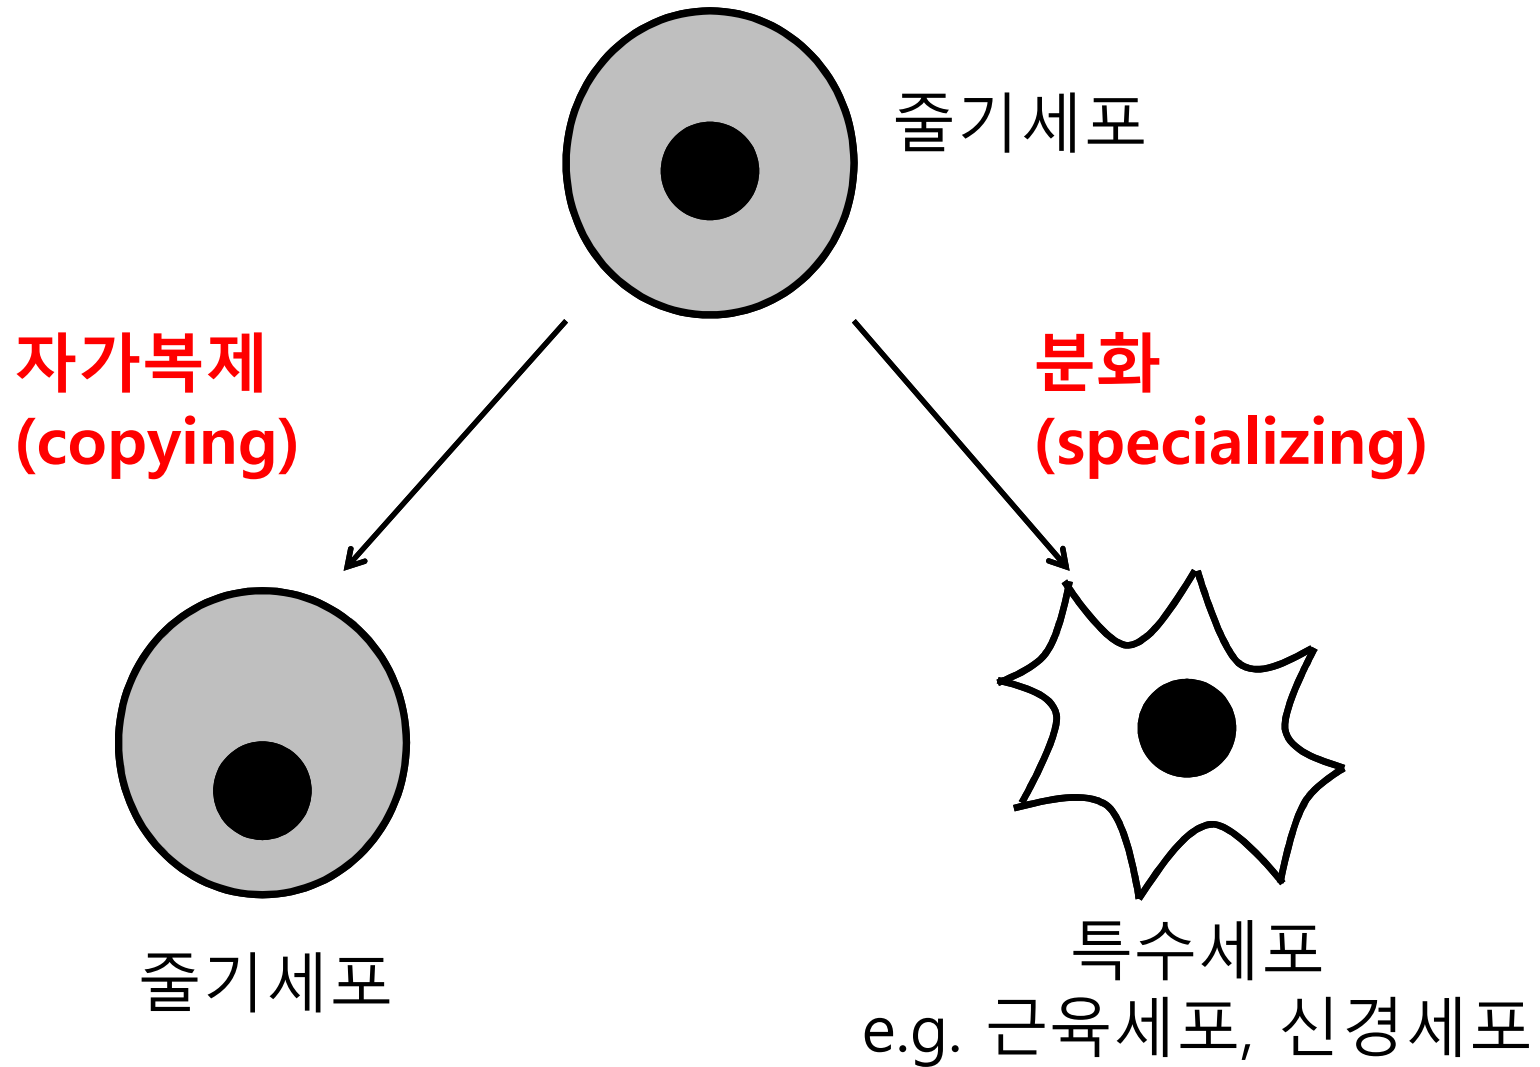 줄기세포
자가복제
(copying)
분화
(specializing)
줄기세포
특수세포
e.g. 근육세포, 신경세포